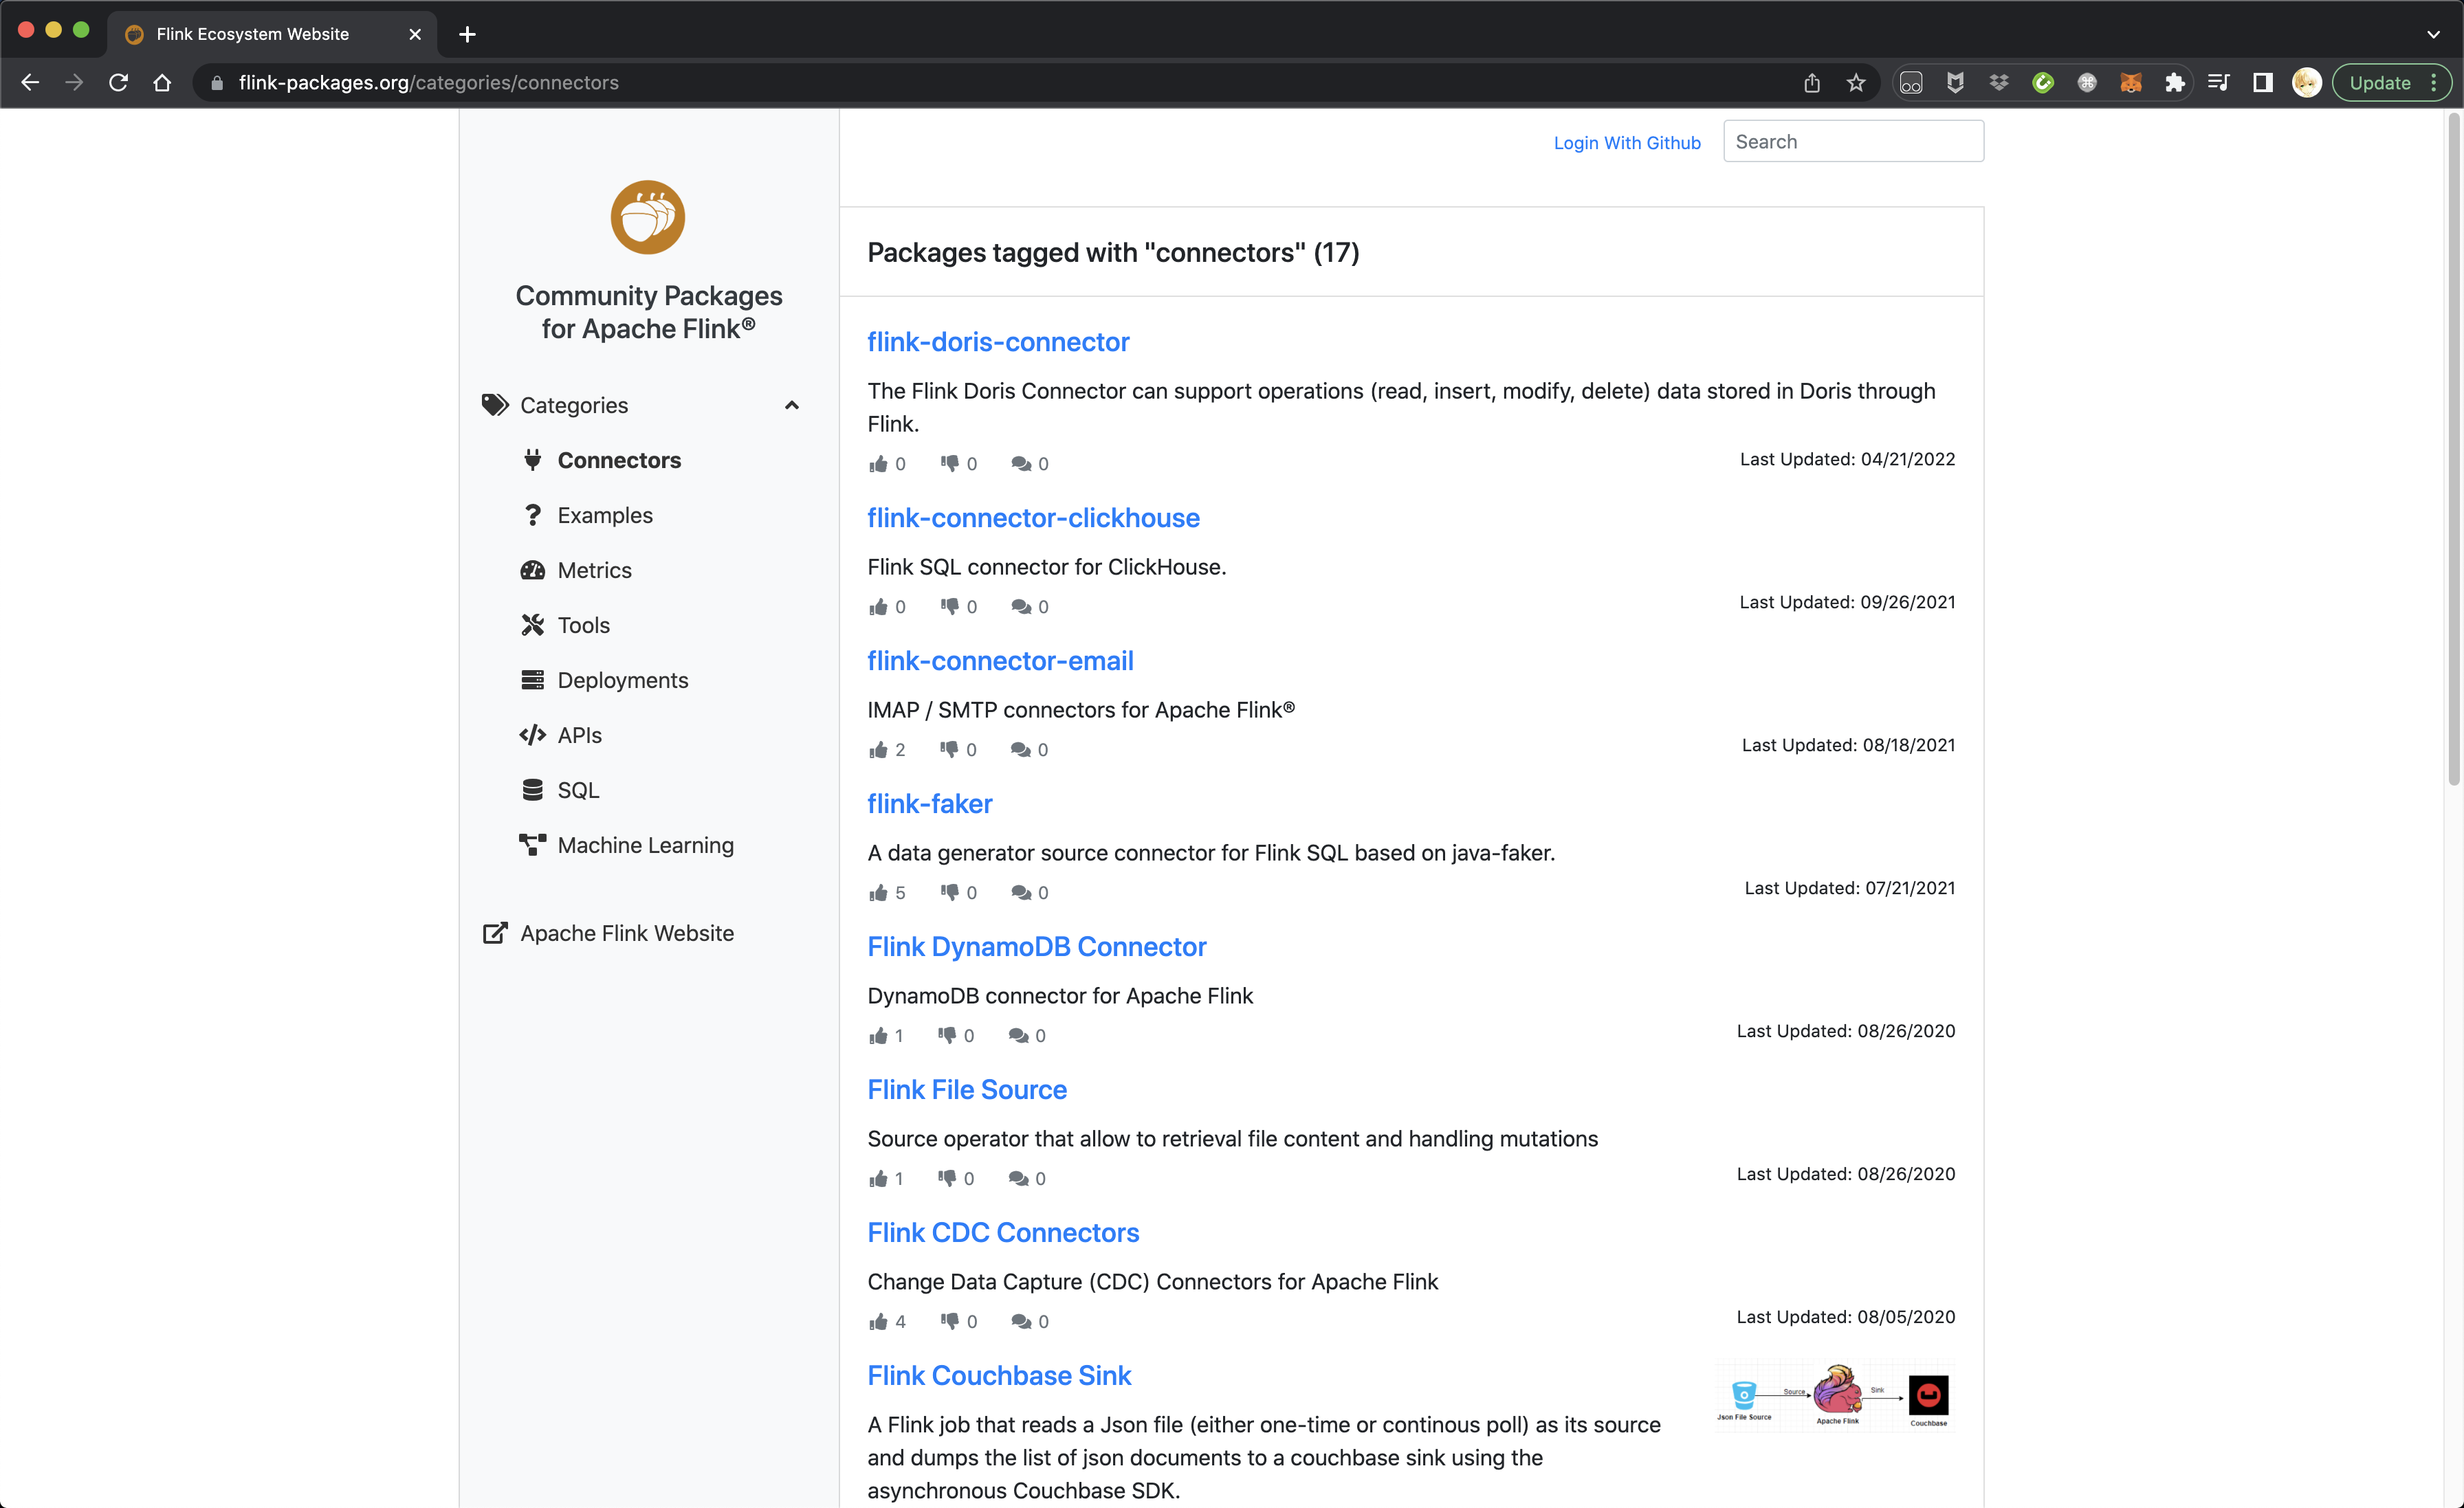 Flink Ecosystem Website
flink-packages.org/categories/connectors
Update
Login With Github
Search
Community Packages
for Apache Flink®
Categories
Connectors
Examples
Metrics
Tools
Deployments
APIs
SQL
Machine Learning
Apache Flink Website
Packages tagged with "connectors" (17)
flink-doris-connector
The Flink Doris Connector can support operations (read, insert, modify, delete) data stored in Doris through
Flink.
0 0 0 Last Updated: 04/21/2022
flink-connector-clickhouse
Flink SQL connector for ClickHouse.
0 0 0 Last Updated: 09/26/2021
flink-connector-email
IMAP / SMTP connectors for Apache Flink®
2 0 0 Last Updated: 08/18/2021
flink-faker
A data generator source connector for Flink SQL based on java-faker.
5 0 0 Last Updated: 07/21/2021
Flink DynamoDB Connector
DynamoDB connector for Apache Flink
1 0 0 Last Updated: 08/26/2020
Flink File Source
Source operator that allow to retrieval file content and handling mutations
1 0 0 Last Updated: 08/26/2020
Flink CDC Connectors
Change Data Capture (CDC) Connectors for Apache Flink
4 0 0 Last Updated: 08/05/2020
Flink Couchbase Sink
A Flink job that reads a Json file (either one-time or continous poll) as its source
and dumps the list of json documents to a couchbase sink using the
asynchronous Couchbase SDK.
Source Sink
Json File Source Apache Flink Couchbase